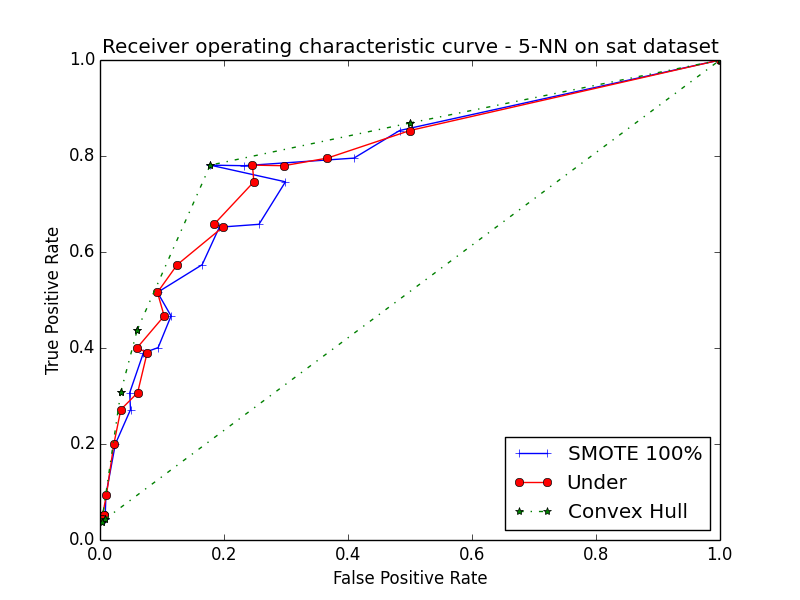 Receiver operating characteristic curve - 5-NN on sat dataset
1.0
0.8
0.6
0.4
0.2
0.0
True Positive Rate
SMOTE 100%
Under
Convex Hull
0.0 0.2 0.4 0.6 0.8 1.0
False Positive Rate